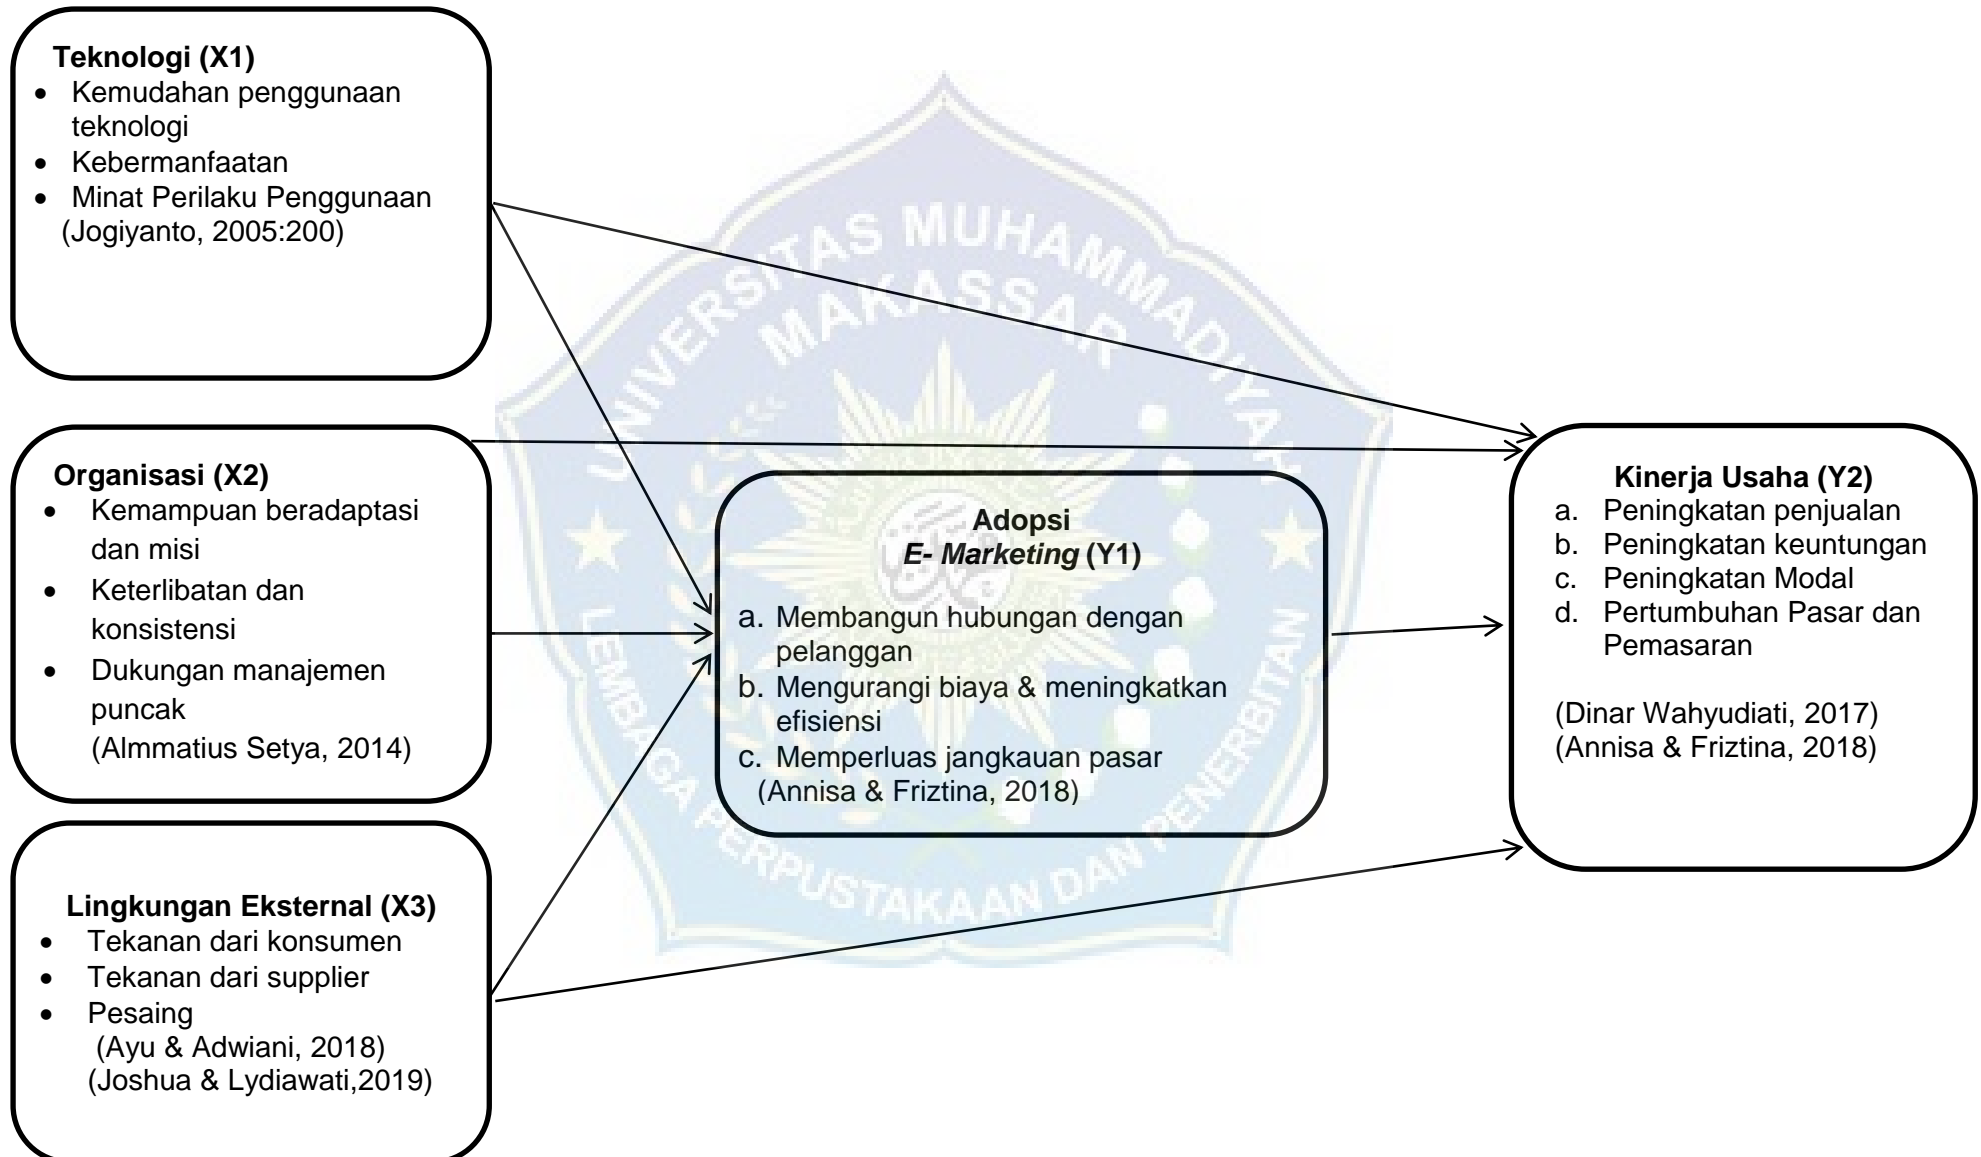 Teknologi (X1)
• Kemudahan penggunaan
teknologi
• Kebermanfaatan
• Minat Perilaku Penggunaan
(Jogiyanto, 2005:200)
Organisasi (X2)
• Kemampuan beradaptasi
dan misi
• Keterlibatan dan
konsistensi
• Dukungan manajemen
puncak
(Almmatius Setya, 2014)
Lingkungan Eksternal (X3)
• Tekanan dari konsumen
• Tekanan dari supplier
• Pesaing
(Ayu & Adwiani, 2018)
(Joshua & Lydiawati,2019)
Adopsi
E- Marketing (Y1)
a. Membangun hubungan dengan
pelanggan
b. Mengurangi biaya & meningkatkan
efisiensi
c. Memperluas jangkauan pasar
(Annisa & Friztina, 2018)
Kinerja Usaha (Y2)
a. Peningkatan penjualan
b. Peningkatan keuntungan
c. Peningkatan Modal
d. Pertumbuhan Pasar dan
Pemasaran
(Dinar Wahyudiati, 2017)
(Annisa & Friztina, 2018)
UNIVERSITAS MUHAMMADIYAH
MAKASSAR
LEMBAGA PERPUSTAKAAN DAN PENERBITAN